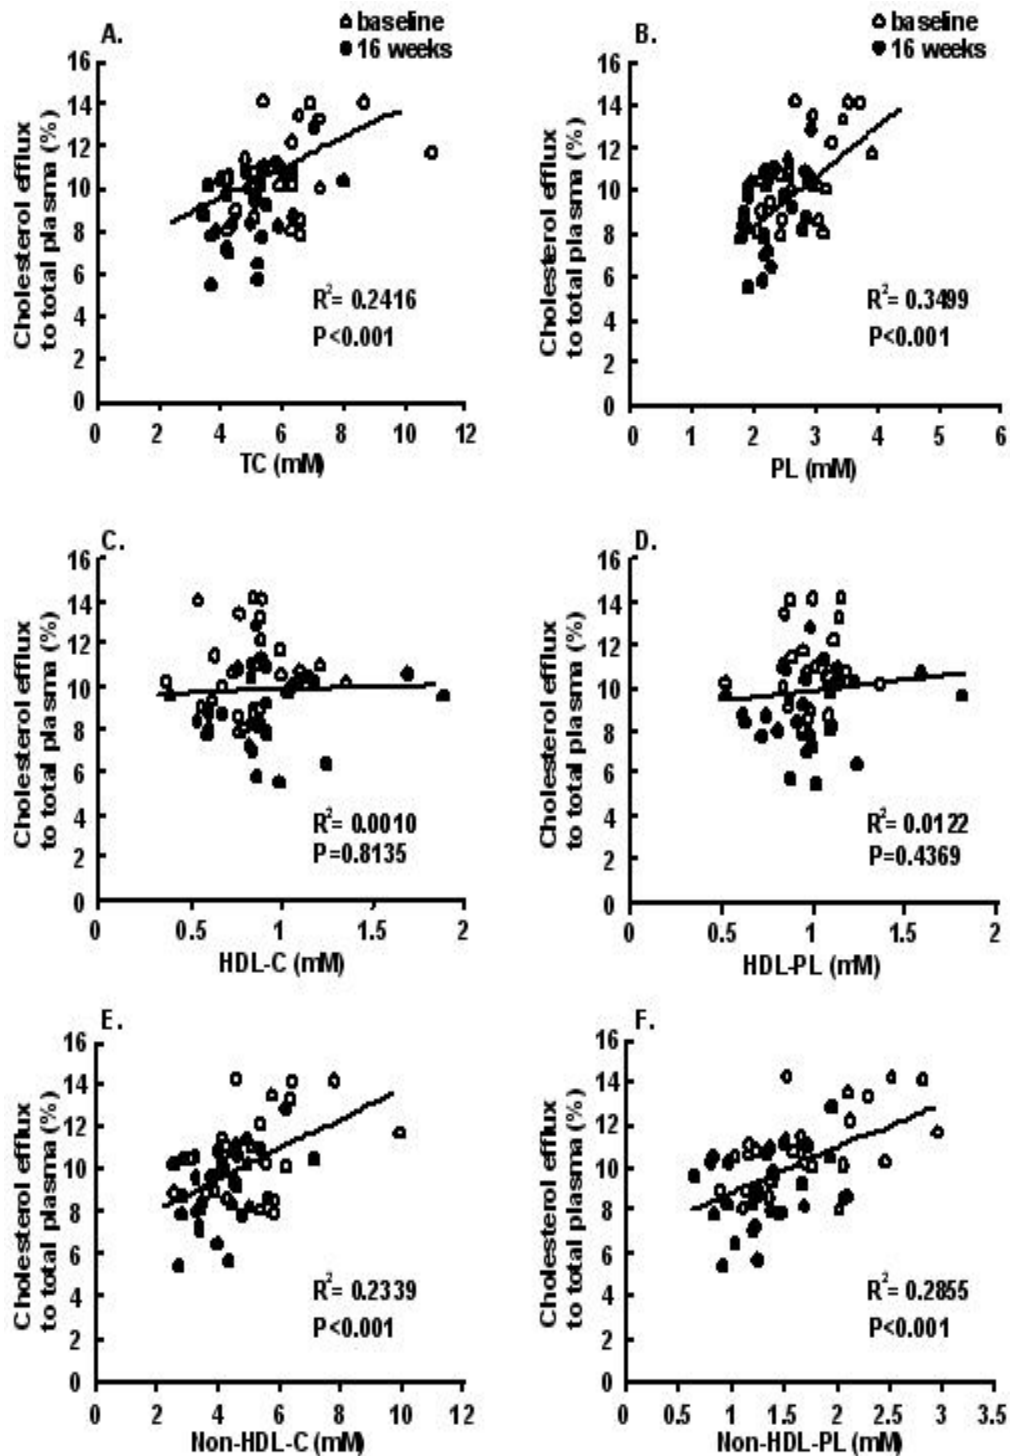 A.
△ baseline
● 16 weeks
Cholesterol efflux
to total plasma (%)
16
14
12
10
8
6
4
2
0
R²= 0.2416
P<0.001
0 2 4 6 8 10 12
TC (mM)
B.
o baseline
● 16 weeks
Cholesterol efflux
to total plasma (%)
16
14
12
10
8
6
4
2
0
R²= 0.3499
P<0.001
0 1 2 3 4 5 6
PL (mM)
C.
Cholesterol efflux
to total plasma (%)
16
14
12
10
8
6
4
2
0
R²= 0.0010
P=0.8135
0 0.5 1 1.5 2
HDL-C (mM)
D.
Cholesterol efflux
to total plasma (%)
16
14
12
10
8
6
4
2
0
R²= 0.0122
P=0.4369
0 0.5 1 1.5 2
HDL-PL (mM)
E.
Cholesterol efflux
to total plasma (%)
16
14
12
10
8
6
4
2
0
R²= 0.2339
P<0.001
0 2 4 6 8 10 12
Non-HDL-C (mM)
F.
Cholesterol efflux
to total plasma (%)
16
14
12
10
8
6
4
2
0
R²= 0.2855
P<0.001
0 0.5 1 1.5 2 2.5 3 3.5
Non-HDL-PL (mM)